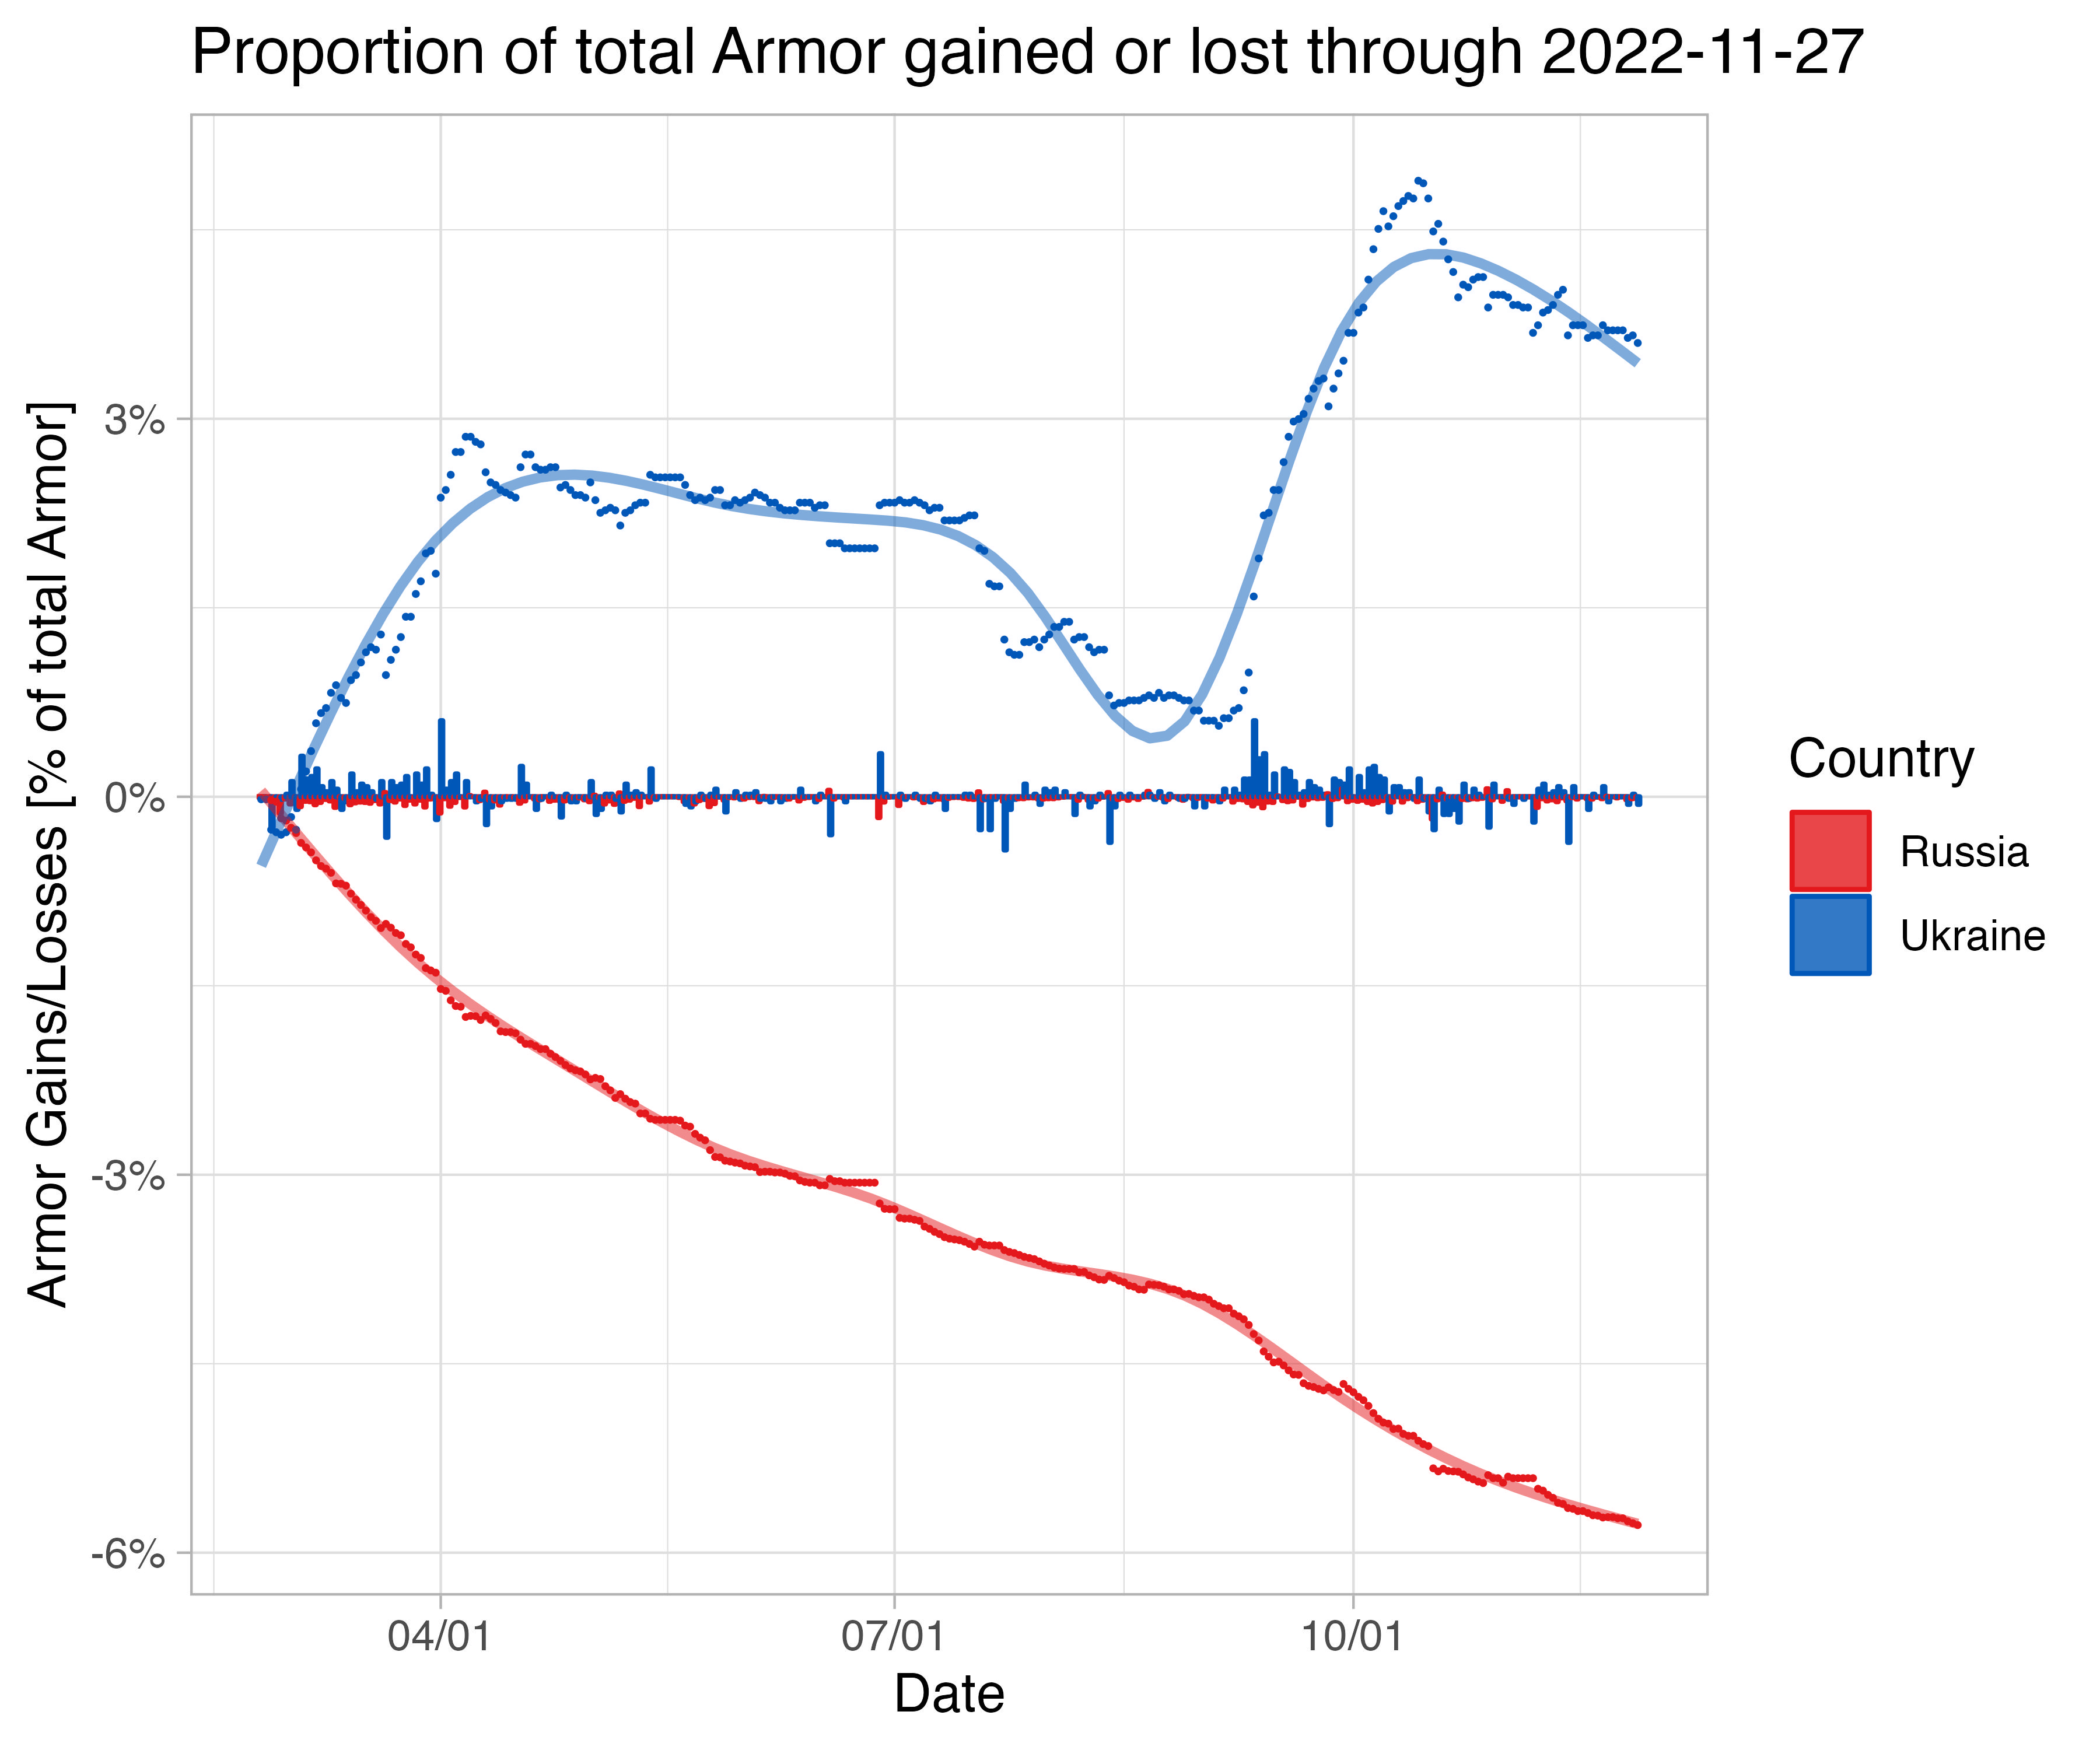 Proportion of total Armor gained or lost through 2022-11-27
Armor Gains/Losses [% of total Armor]
3%
0%
-3%
-6%
04/01
07/01
10/01
Date
Country
Russia
Ukraine